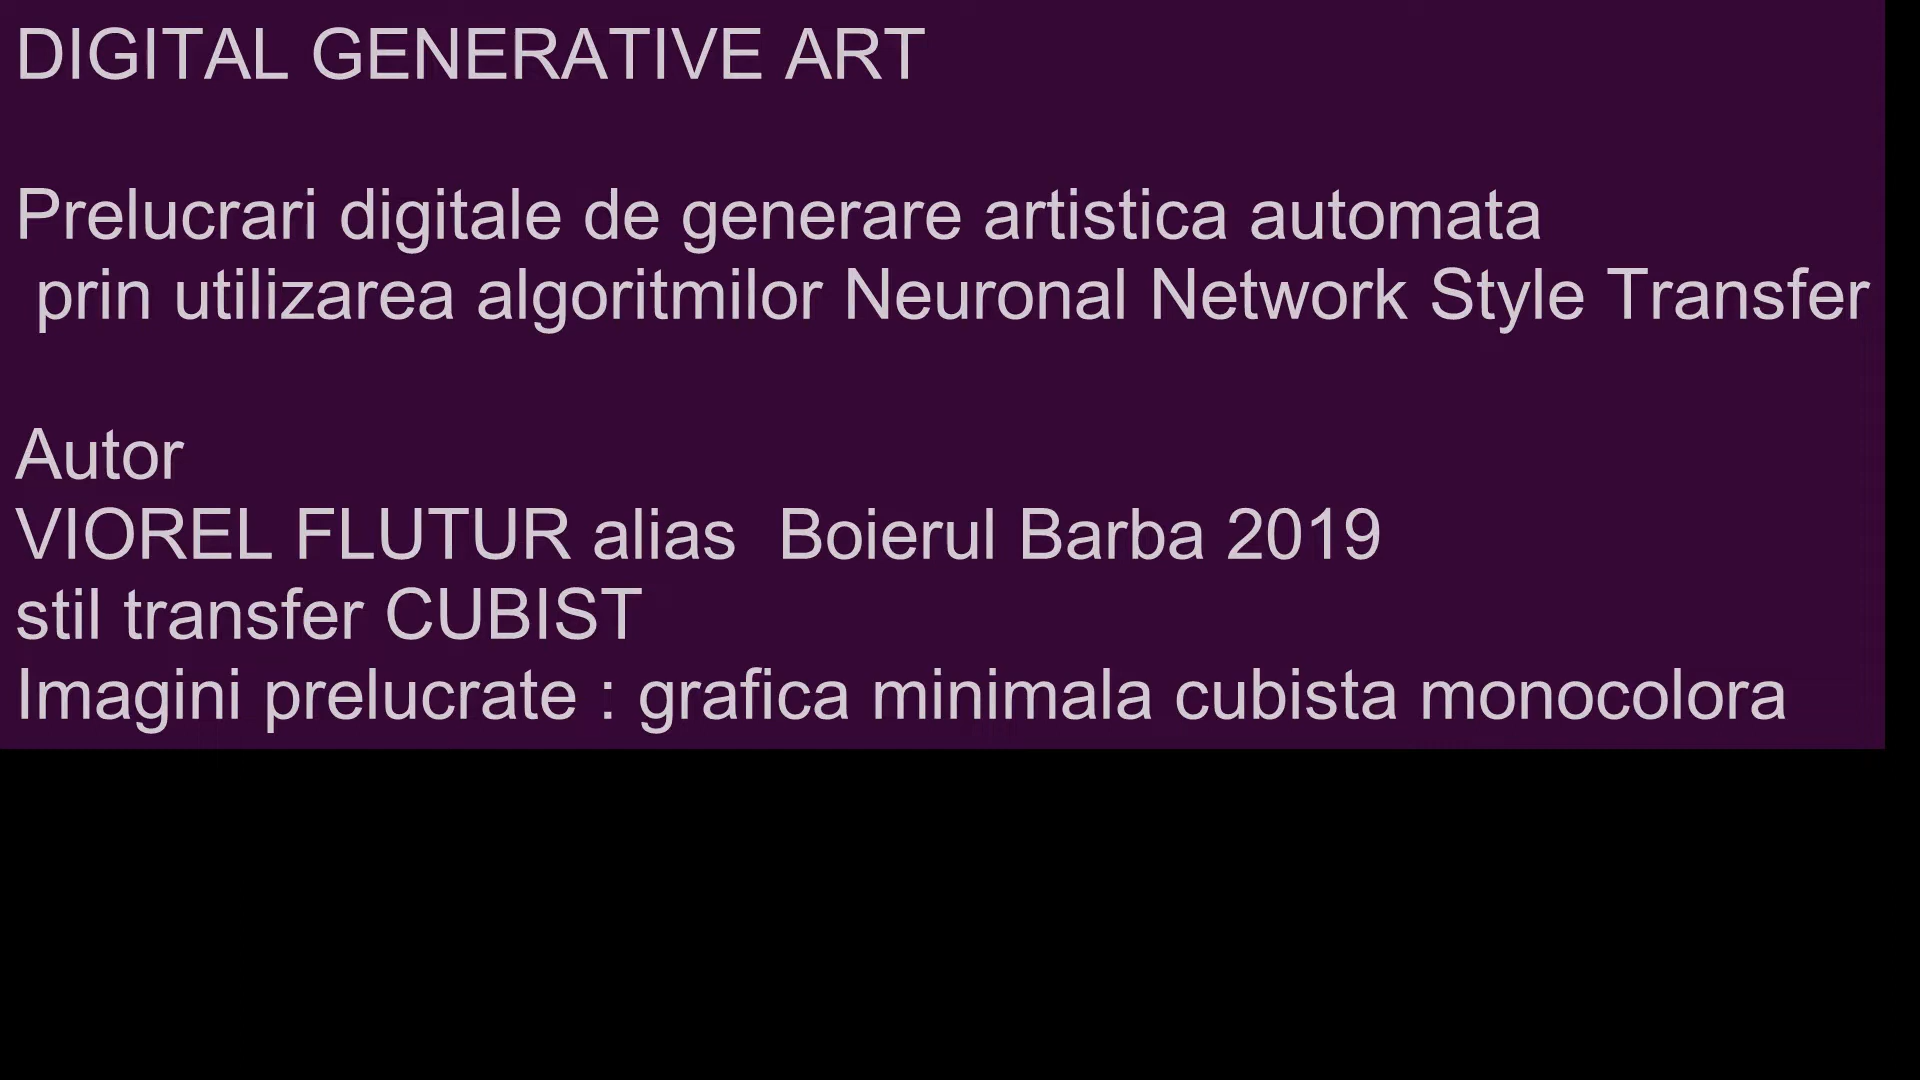 DIGITAL GENERATIVE ART
Prelucrari digitale de generare artistica automata
prin utilizarea algoritmilor Neuronal Network Style Transfer
Autor
VIOREL FLUTUR alias Boierul Barba 2019
stil transfer CUBIST
Imagini prelucrate : grafica minimala cubista monocolora